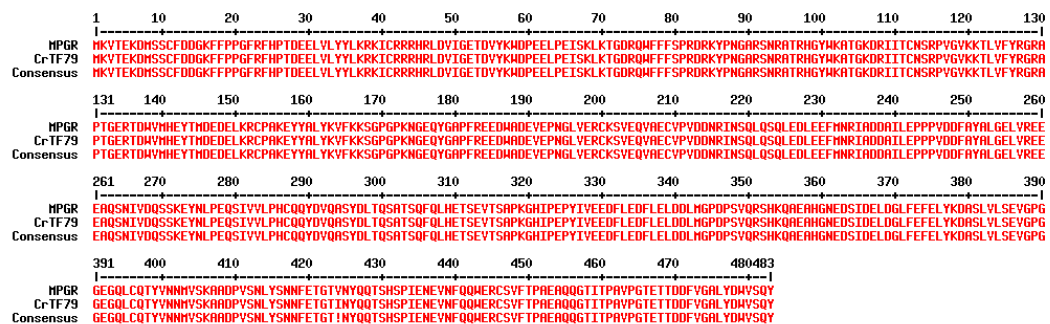 1 10 20 30 40 50 60 70 80 90 100 110 120 130
|--------+---------+---------+---------+---------+---------+---------+---------+---------+---------+---------+---------+---------|
MPGR MKVTEKDMSSCFDDGKFFPPGFRFHPTDEELVLYYLKRKICRRRHRLDVIGETDVYKWDPEELPEISKLKTGDRQWFFFSPRDRKYPNGARSNRATRHGYWKATGKDRIITCNSRPVGVKKTLVFYRGRA
CrTF79 MKVTEKDMSSCFDDGKFFPPGFRFHPTDEELVLYYLKRKICRRRHRLDVIGETDVYKWDPEELPEISKLKTGDRQWFFFSPRDRKYPNGARSNRATRHGYWKATGKDRIITCNSRPVGVKKTLVFYRGRA
Consensus MKVTEKDMSSCFDDGKFFPPGFRFHPTDEELVLYYLKRKICRRRHRLDVIGETDVYKWDPEELPEISKLKTGDRQWFFFSPRDRKYPNGARSNRATRHGYWKATGKDRIITCNSRPVGVKKTLVFYRGRA
131 140 150 160 170 180 190 200 210 220 230 240 250 260
|--------+---------+---------+---------+---------+---------+---------+---------+---------+---------+---------+---------+---------|
MPGR PTGERTDWVMHEYTMDEDELKRCPAKEYYALYKVFKKSGPGPKNGEQYGAPFREEDWADEVEPNGLVERCKSVEQVAECVPVDDNRINSQLQSQLEDLEEFMNRIADDAILEPPPVDDFAYALGELVREE
CrTF79 PTGERTDWVMHEYTMDEDELKRCPAKEYYALYKVFKKSGPGPKNGEQYGAPFREEDWADEVEPNGLVERCKSVEQVAECVPVDDNRINSQLQSQLEDLEEFMNRIADDAILEPPPVDDFAYALGELVREE
Consensus PTGERTDWVMHEYTMDEDELKRCPAKEYYALYKVFKKSGPGPKNGEQYGAPFREEDWADEVEPNGLVERCKSVEQVAECVPVDDNRINSQLQSQLEDLEEFMNRIADDAILEPPPVDDFAYALGELVREE
261 270 280 290 300 310 320 330 340 350 360 370 380 390
|--------+---------+---------+---------+---------+---------+---------+---------+---------+---------+---------+---------+---------|
MPGR EAQSNIVDQSSKEYNLPEQSIVVLPHCQQYDVQASYDLTQSATSQFQLHETSEVTSAPKGHIPEPYIVEEDFLEDFLELDDLMGPDPSVQRSHKQAEAHGNEDSIDELDGLFEFELYKDASLVLSEVGPG
CrTF79 EAQSNIVDQSSKEYNLPEQSIVVLPHCQQYDVQASYDLTQSATSQFQLHETSEVTSAPKGHIPEPYIVEEDFLEDFLELDDLMGPDPSVQRSHKQAEAHGNEDSIDELDGLFEFELYKDASLVLSEVGPG
Consensus EAQSNIVDQSSKEYNLPEQSIVVLPHCQQYDVQASYDLTQSATSQFQLHETSEVTSAPKGHIPEPYIVEEDFLEDFLELDDLMGPDPSVQRSHKQAEAHGNEDSIDELDGLFEFELYKDASLVLSEVGPG
391 400 410 420 430 440 450 460 470 480483
|--------+---------+---------+---------+---------+---------+---------+---------+---------+--|
MPGR GEGQLCQTYVNNMVSKAADPVSNLYSNNFETGTVNYQQTSHSPIENEVNFQQWERCSVFTPAEAQQGTITPAVPGTETTDDFVGALYDWVSQY
CrTF79 GEGQLCQTYVNNMVSKAADPVSNLYSNNFETGTINYQQTSHSPIENEVNFQQWERCSVFTPAEAQQGTITPAVPGTETTDDFVGALYDWVSQY
Consensus GEGQLCQTYVNNMVSKAADPVSNLYSNNFETGT!NYQQTSHSPIENEVNFQQWERCSVFTPAEAQQGTITPAVPGTETTDDFVGALYDWVSQY